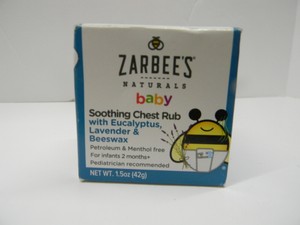 ZARBEE'S
NATURALS
baby
Soothing Chest Rub
with Eucalyptus,
Lavender &
Beeswax
Petroleum & Menthol free
For infants 2 months+
Pediatrician recommended
NET WT. 1.5oz (42g)